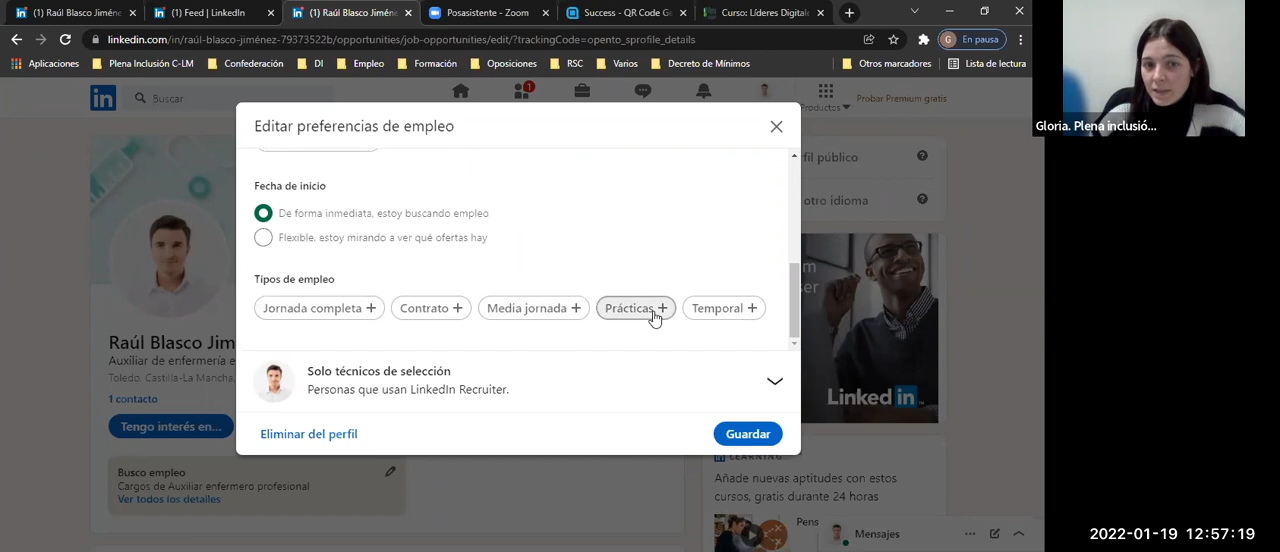 (1) Raúl Blasco Jiméne
(1) Feed | LinkedIn
(1) Raúl Blasco Jiméne
Posasistente - Zoom
Success - QR Code Ge
Curso: Líderes Digitale
linkedin.com/in/raúl-blasco-jiménez-79373522b/opportunities/job-opportunities/edit/?trackingCode=opento_sprofile_details
G
En pausa
Aplicaciones
Plena Inclusión C-LM
Confederación
DI
Empleo
Formación
Oposiciones
RSC
Varios
Decreto de Mínimos
Otros marcadores
Lista de lectura
Gloria. Plena inclusió...
in
Buscar
1
Productos
Probar Premium gratis
Editar preferencias de empleo
Fecha de inicio
De forma inmediata, estoy buscando empleo
Flexible, estoy mirando a ver qué ofertas hay
Tipos de empleo
Jornada completa +
Contrato +
Media jornada +
Prácticas +
Temporal +
Solo técnicos de selección
Personas que usan LinkedIn Recruiter.
Eliminar del perfil
Guardar
Raúl Blasco Jim
Auxiliar de enfermería e
Toledo, Castilla-La Mancha,
1 contacto
Tengo interés en...
Busco empleo
Cargos de Auxiliar enfermero profesional
Ver todos los detalles
rfil público
otro idioma
m
ser
Linked in
LEARNING
Añade nuevas aptitudes con estos
cursos, gratis durante 24 horas
Pens
Mensajes
2022-01-19 12:57:19